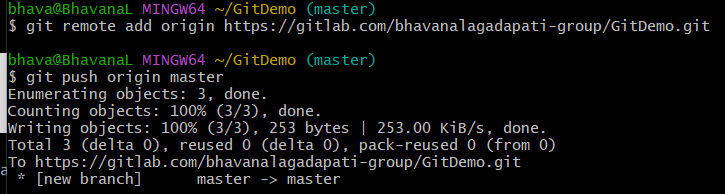 bhava@BhavanaL MINGW64 ~/GitDemo (master)
$ git remote add origin https://gitlab.com/bhavanalagadapati-group/GitDemo.git
bhava@BhavanaL MINGW64 ~/GitDemo (master)
$ git push origin master
Enumerating objects: 3, done.
Counting objects: 100% (3/3), done.
Writing objects: 100% (3/3), 253 bytes | 253.00 KiB/s, done.
Total 3 (delta 0), reused 0 (delta 0), pack-reused 0 (from 0)
To https://gitlab.com/bhavanalagadapati-group/GitDemo.git
 * [new branch]      master -> master